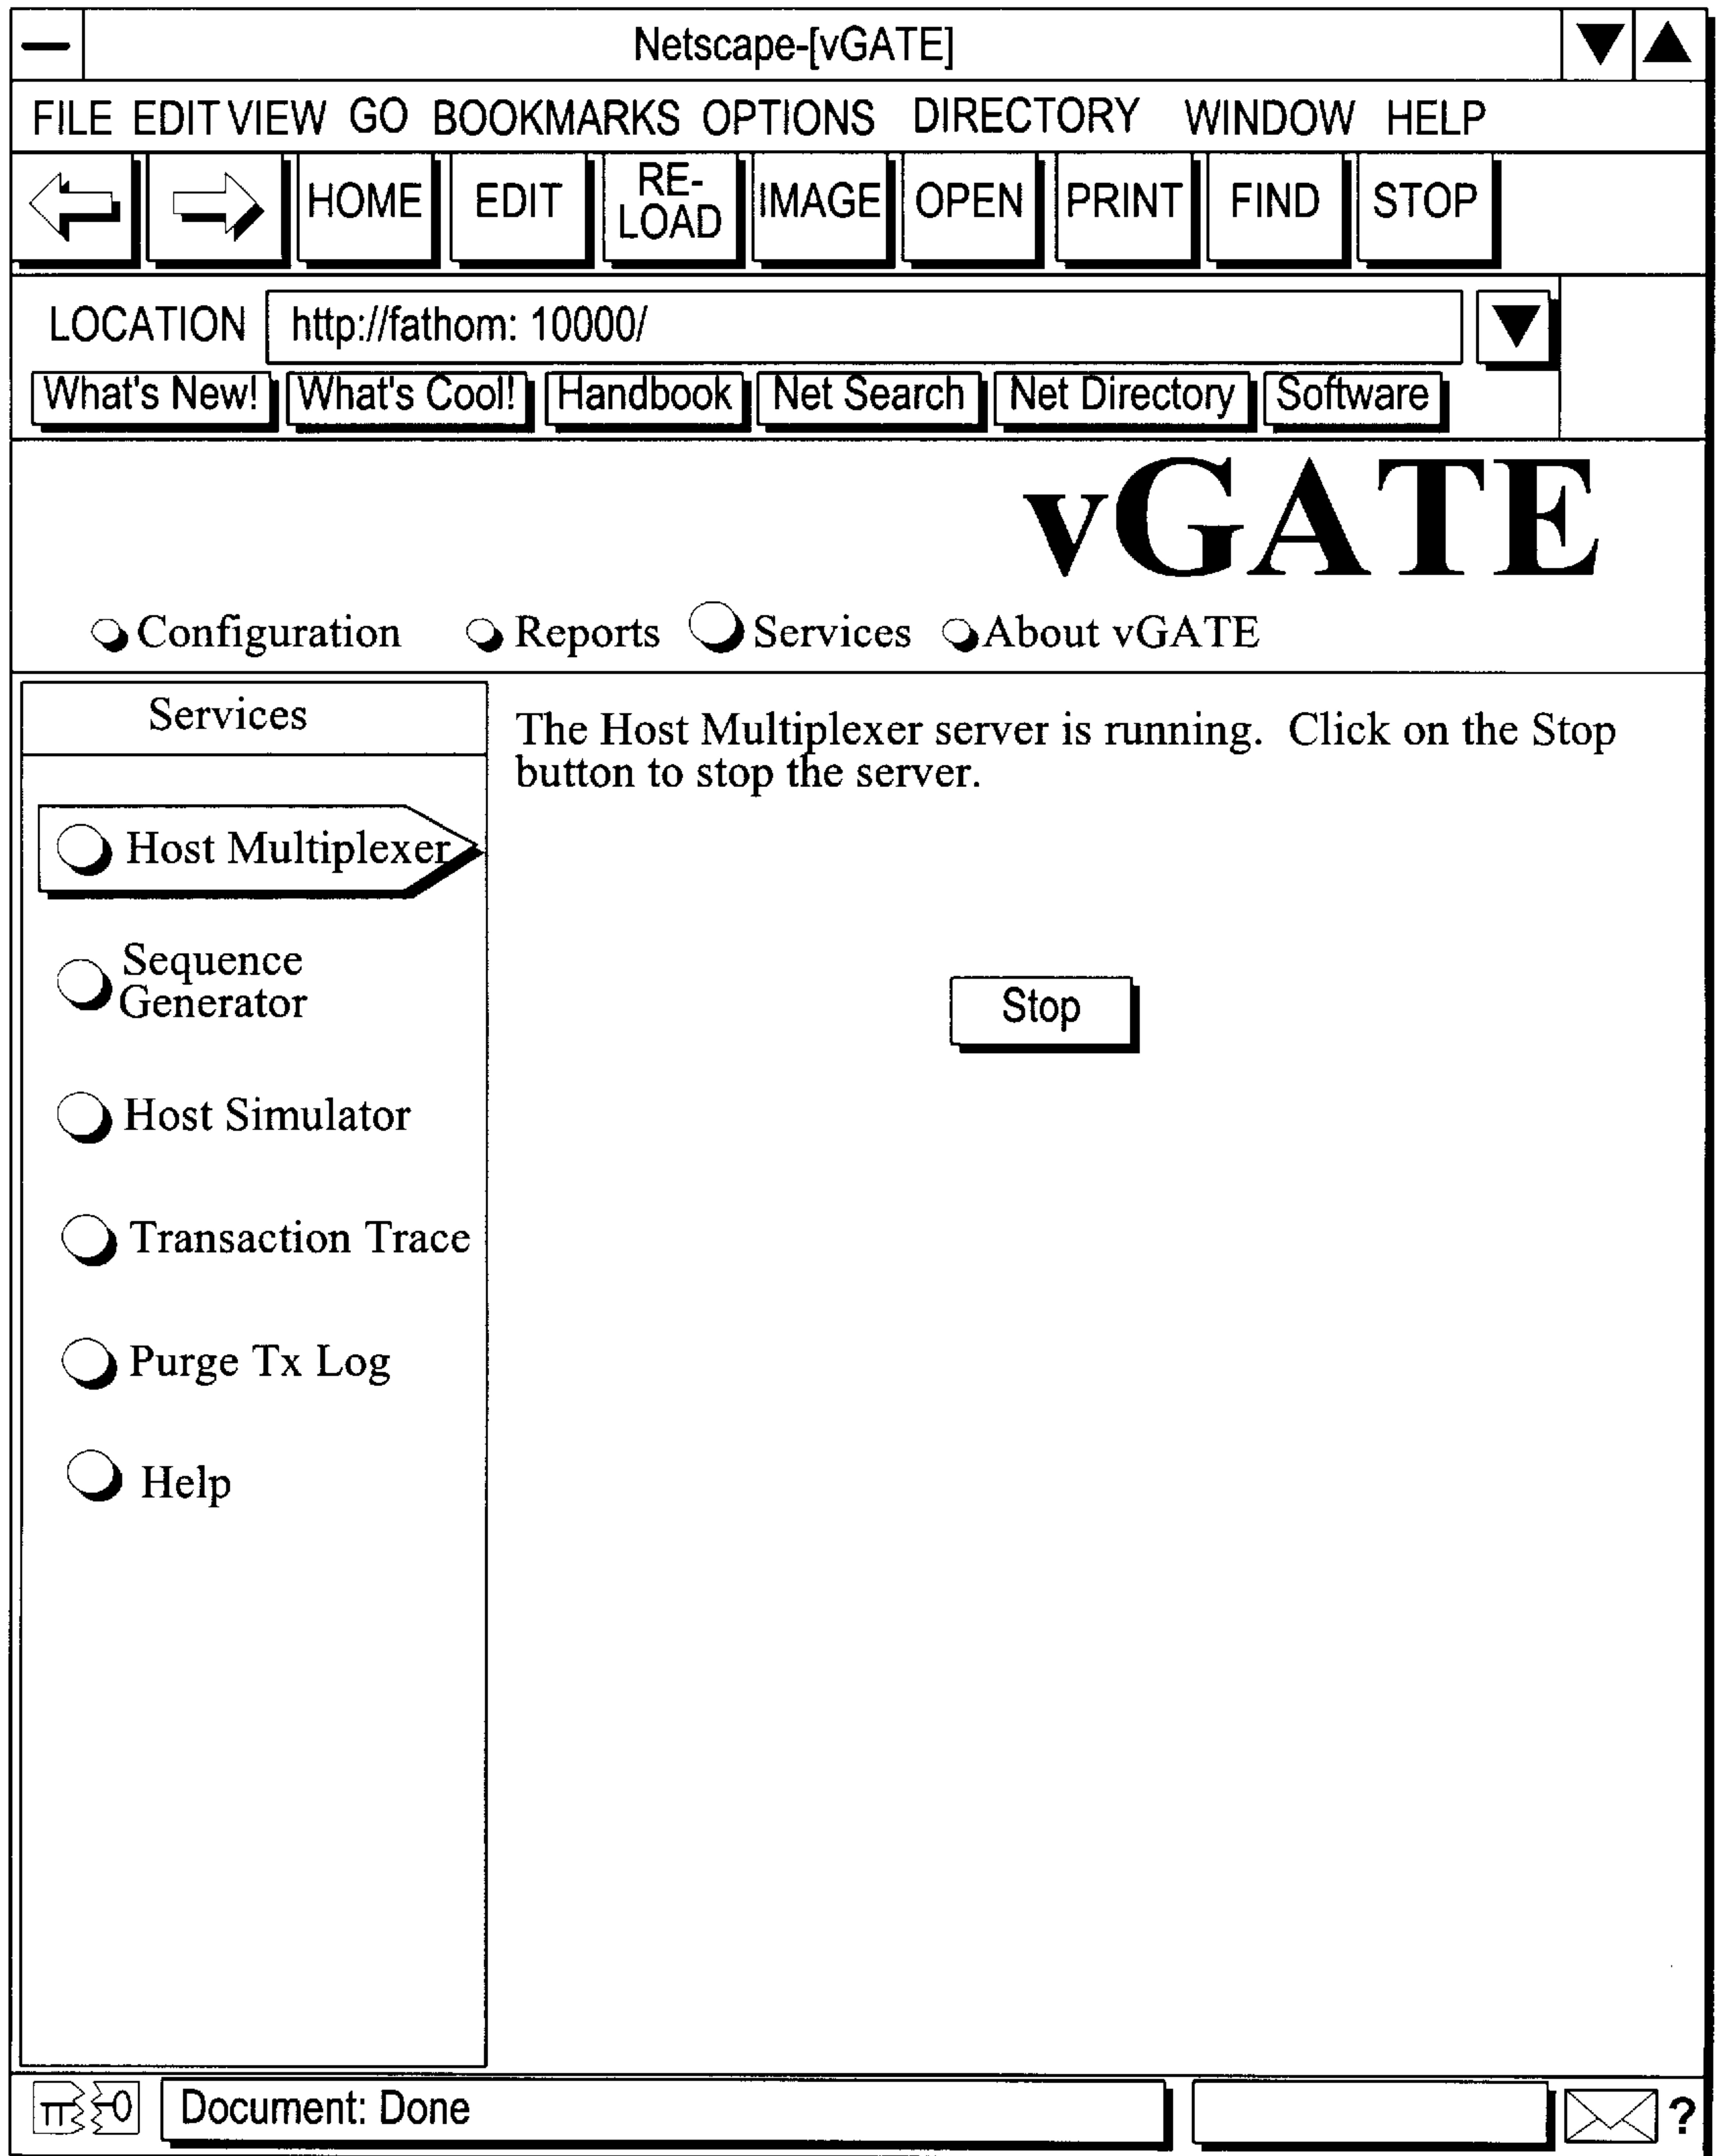 Netscape-[vGATE]
FILE EDIT VIEW GO BOOKMARKS OPTIONS DIRECTORY WINDOW HELP
HOME EDIT RE-LOAD IMAGE OPEN PRINT FIND STOP
LOCATION http://fathom: 10000/
What's New! What's Cool! Handbook Net Search Net Directory Software
vGATE
Configuration Reports Services About vGATE
Services
The Host Multiplexer server is running. Click on the Stop
button to stop the server.
Host Multiplexer
Sequence
Generator
Stop
Host Simulator
Transaction Trace
Purge Tx Log
Help
Document: Done
?